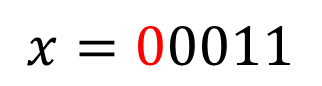 x = 00011